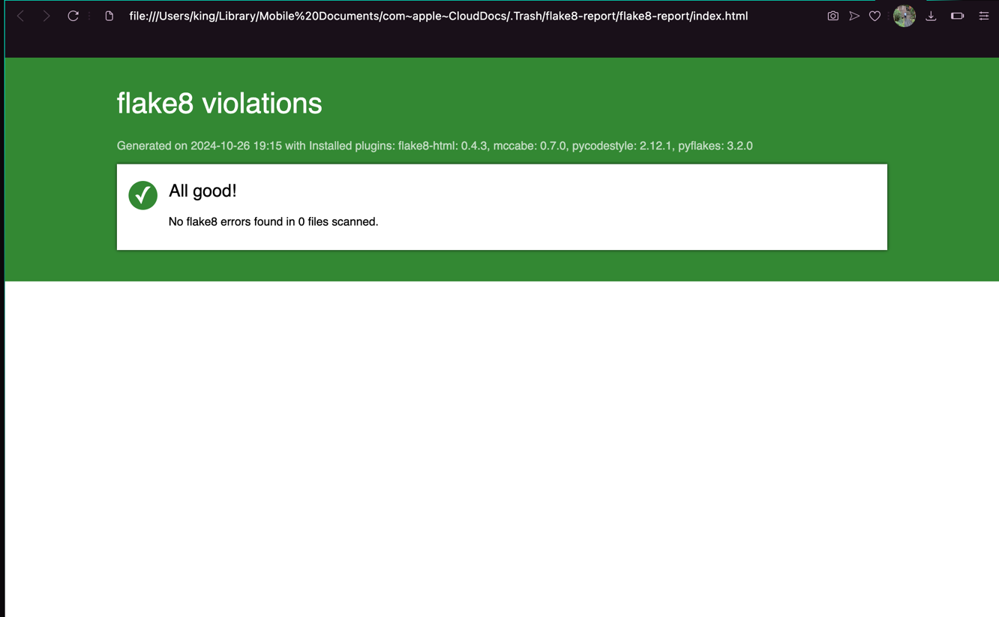 file:///Users/king/Library/Mobile%20Documents/com~apple~CloudDocs/.Trash/flake8-report/flake8-report/index.html
flake8 violations
Generated on 2024-10-26 19:15 with Installed plugins: flake8-html: 0.4.3, mccabe: 0.7.0, pycodestyle: 2.12.1, pyflakes: 3.2.0
All good!
No flake8 errors found in 0 files scanned.